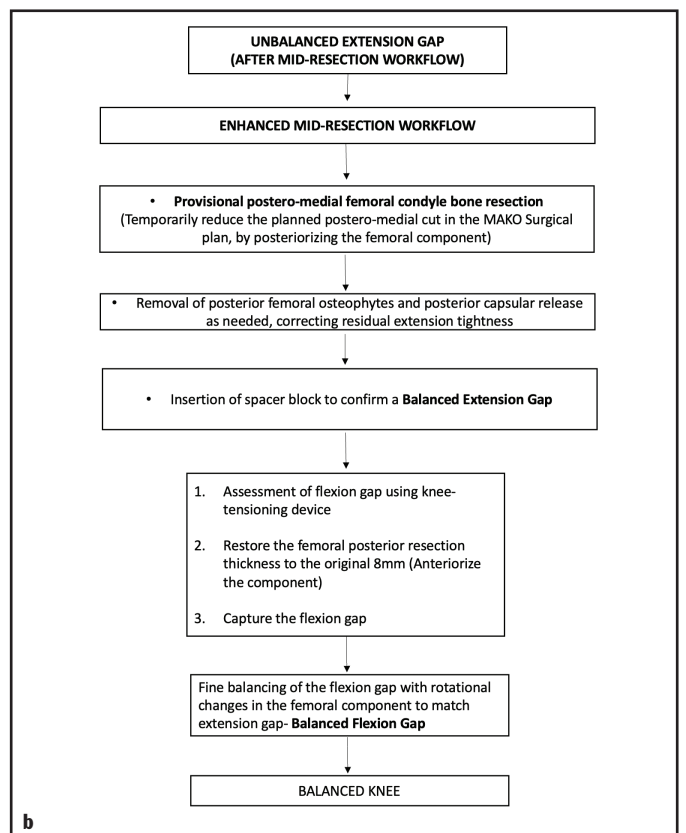 UNBALANCED EXTENSION GAP
(AFTER MID-RESECTION WORKFLOW)
ENHANCED MID-RESECTION WORKFLOW
• Provisional postero-medial femoral condyle bone resection
(Temporarily reduce the planned postero-medial cut in the MAKO Surgical
plan, by posteriorizing the femoral component)
• Removal of posterior femoral osteophytes and posterior capsular release
as needed, correcting residual extension tightness
• Insertion of spacer block to confirm a Balanced Extension Gap
1. Assessment of flexion gap using knee-
tensioning device
2. Restore the femoral posterior resection
thickness to the original 8mm (Anteriorize
the component)
3. Capture the flexion gap
Fine balancing of the flexion gap with rotational
changes in the femoral component to match
extension gap- Balanced Flexion Gap
BALANCED KNEE
b